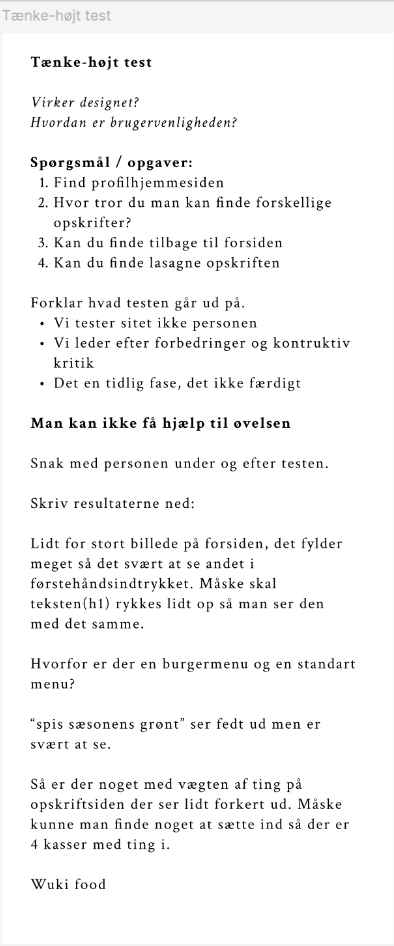 Tænke-højt test
Tænke-højt test
Virker designet?
Hvordan er brugervenligheden?
Spørgsmål / opgaver:
1. Find profilhjemmesiden
2. Hvor tror du man kan finde forskellige
opskrifter?
3. Kan du finde tilbage til forsiden
4. Kan du finde lasagne opskriften
Forklar hvad testen går ud på.
• Vi tester sitet ikke personen
• Vi leder efter forbedringer og kontruktiv
kritik
• Det en tidlig fase, det ikke færdigt
Man kan ikke få hjælp til øvelsen
Snak med personen under og efter testen.
Skriv resultaterne ned:
Lidt for stort billede på forsiden, det fylder
meget så det svært at se andet i
førstehåndsindtrykket. Måske skal
teksten(h1) rykkes lidt op så man ser den
med det samme.
Hvorfor er der en burgermenu og en standart
menu?
“spis sæsonens grønt” ser fedt ud men er
svært at se.
Så er der noget med vægten af ting på
opskriftsiden der ser lidt forkert ud. Måske
kunne man finde noget at sætte ind så der er
4 kasser med ting i.
Wuki food